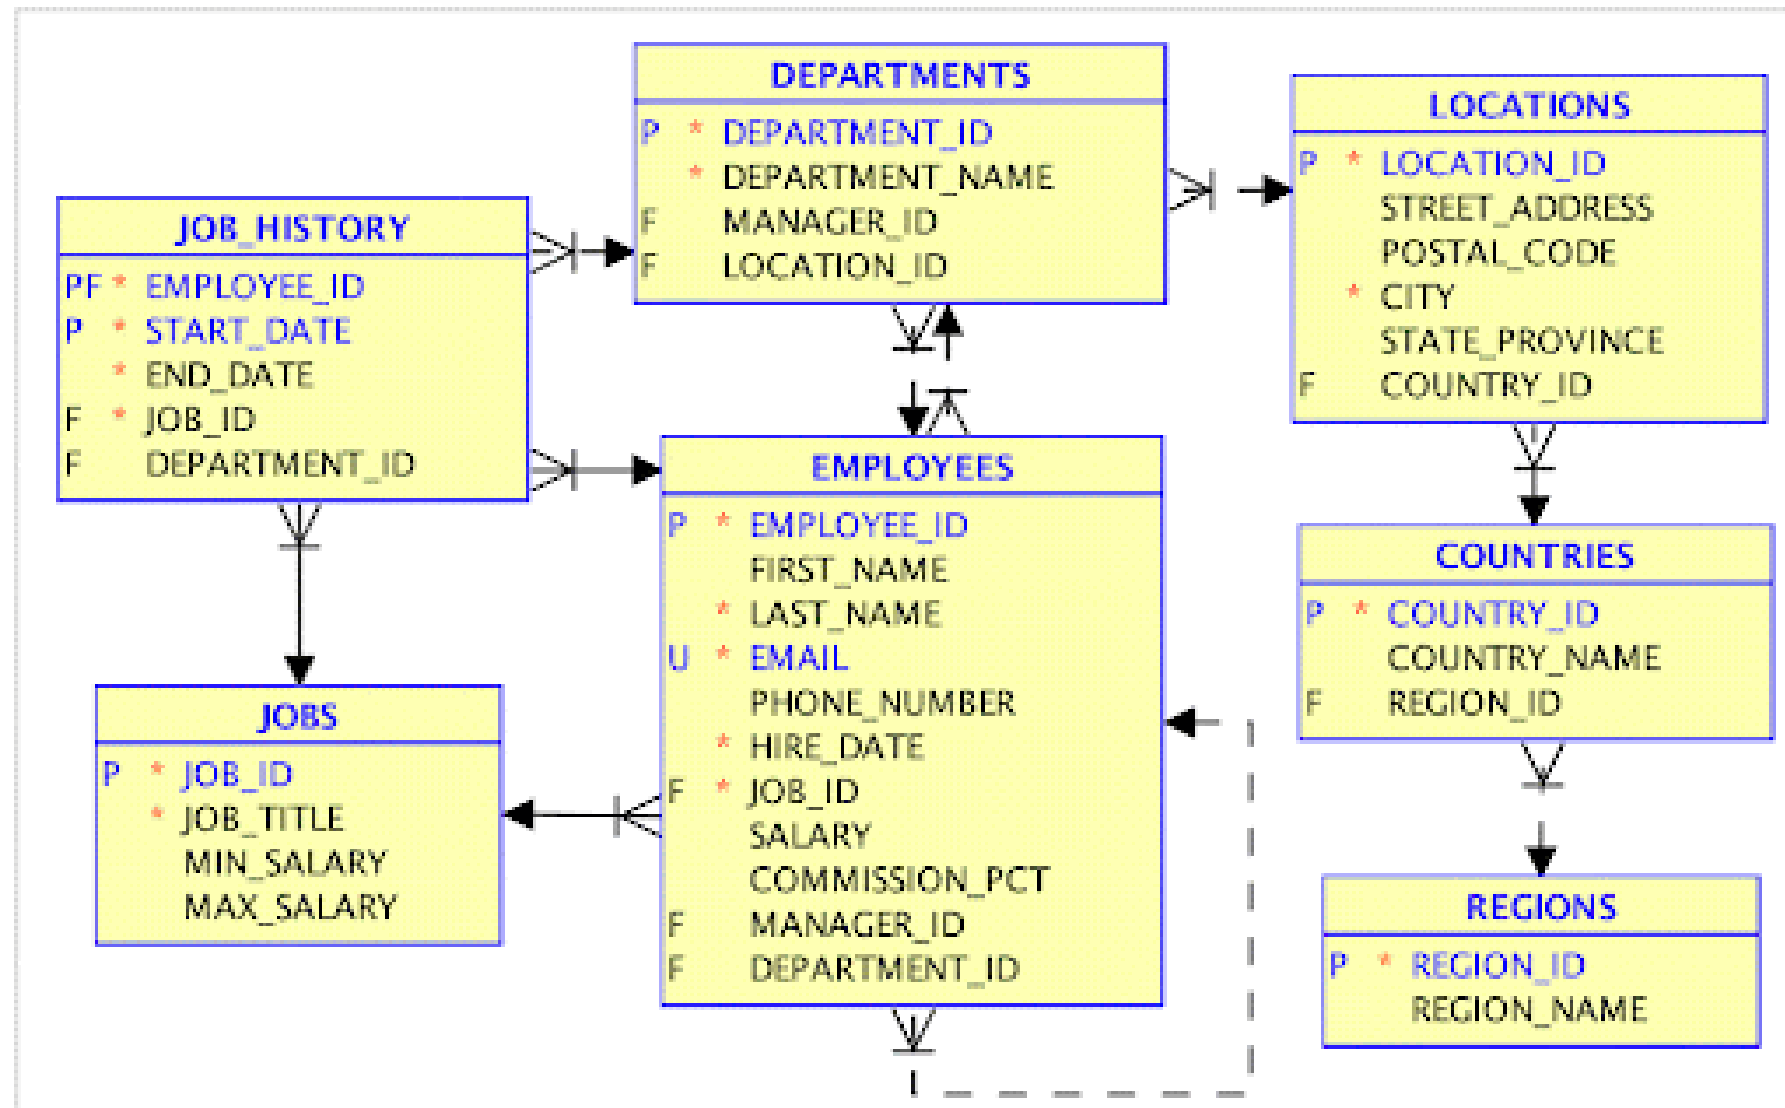 DEPARTMENTS
P * DEPARTMENT_ID
* DEPARTMENT_NAME
F MANAGER_ID
F LOCATION_ID
LOCATIONS
P * LOCATION_ID
STREET_ADDRESS
POSTAL_CODE
* CITY
STATE_PROVINCE
F COUNTRY_ID
JOB_HISTORY
PF * EMPLOYEE_ID
P * START_DATE
* END_DATE
F * JOB_ID
F DEPARTMENT_ID
EMPLOYEES
P * EMPLOYEE_ID
FIRST_NAME
* LAST_NAME
U * EMAIL
PHONE_NUMBER
* HIRE_DATE
F * JOB_ID
SALARY
COMMISSION_PCT
F MANAGER_ID
F DEPARTMENT_ID
COUNTRIES
P * COUNTRY_ID
COUNTRY_NAME
F REGION_ID
JOBS
P * JOB_ID
* JOB_TITLE
MIN_SALARY
MAX_SALARY
REGIONS
P * REGION_ID
REGION_NAME